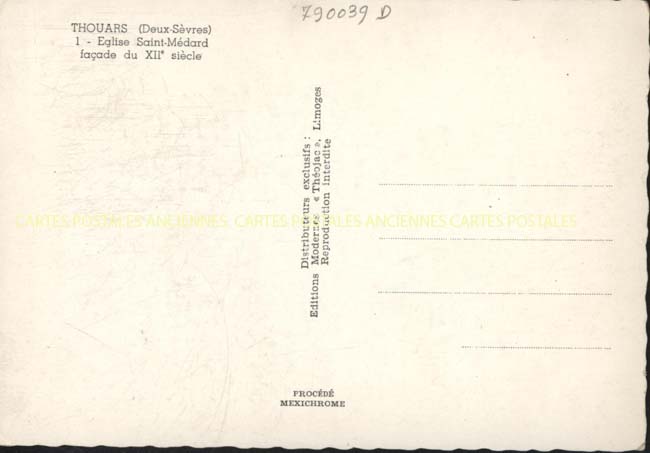 790039 D
THOUARS (Deux-Sèvres)
1 - Eglise Saint-Médard
façade du XIIe siècle
Distributeurs exclusifs :
Editions Modernes « Théojac », Limoges
Reproduction interdite
CARTES POSTALES ANCIENNES CARTES POSTALES ANCIENNES CARTES POSTALES
PROCÉDÉ
MEXICHROME